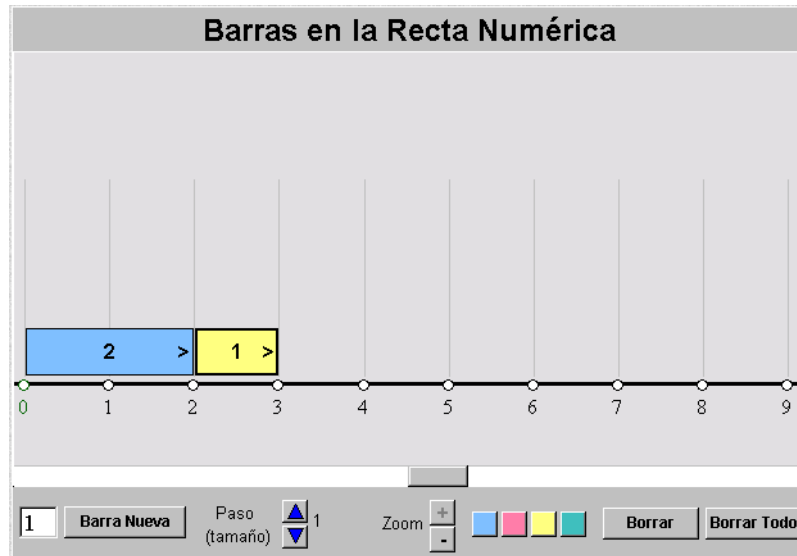 Barras en la Recta Numérica
2 > 1 >
0 1 2 3 4 5 6 7 8 9
1 Barra Nueva Paso (tamaño) 1 Zoom + - Borrar Borrar Todo